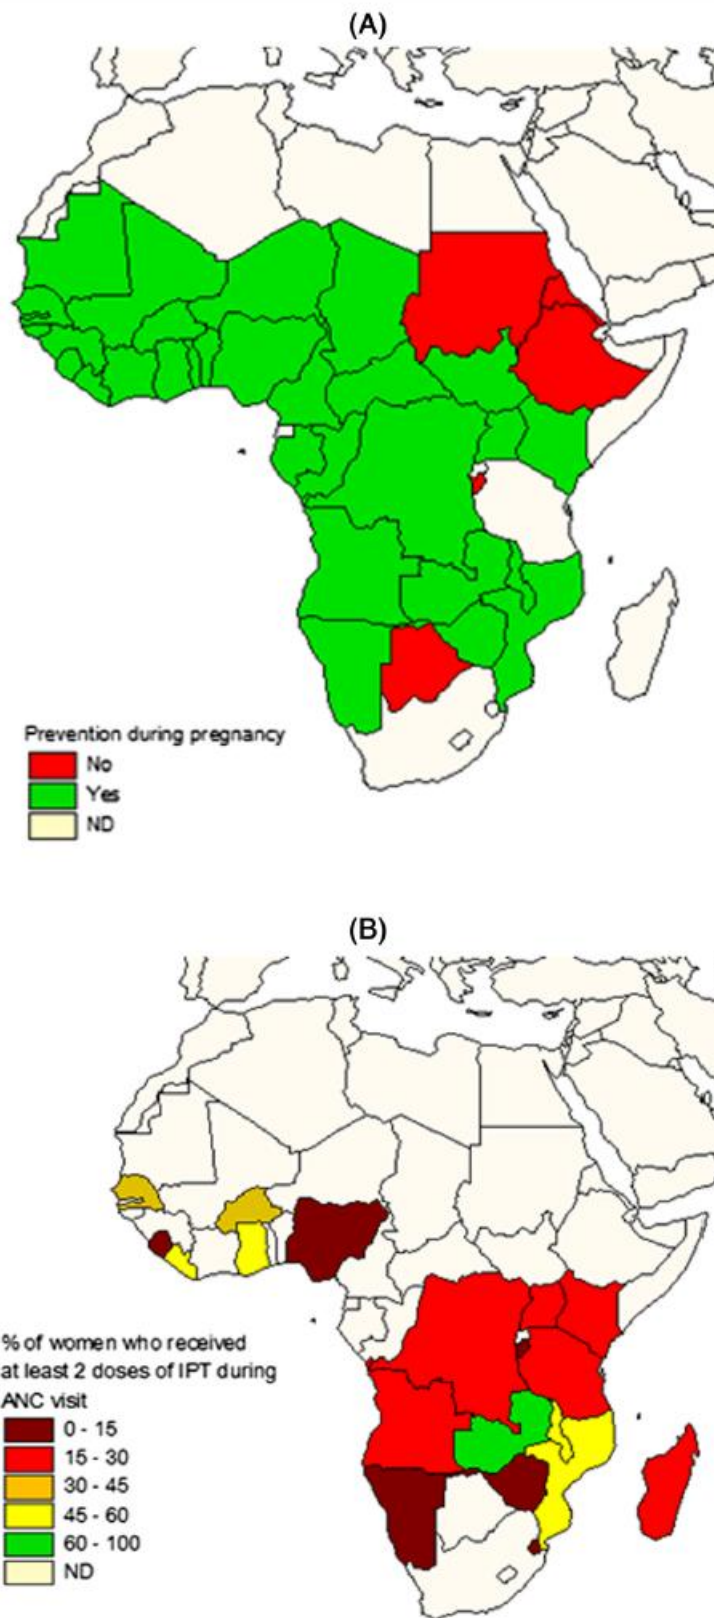 (A)
Prevention during pregnancy
No
Yes
ND
(B)
% of women who received
at least 2 doses of IPT during
ANC visit
0 - 15
15 - 30
30 - 45
45 - 60
60 - 100
ND